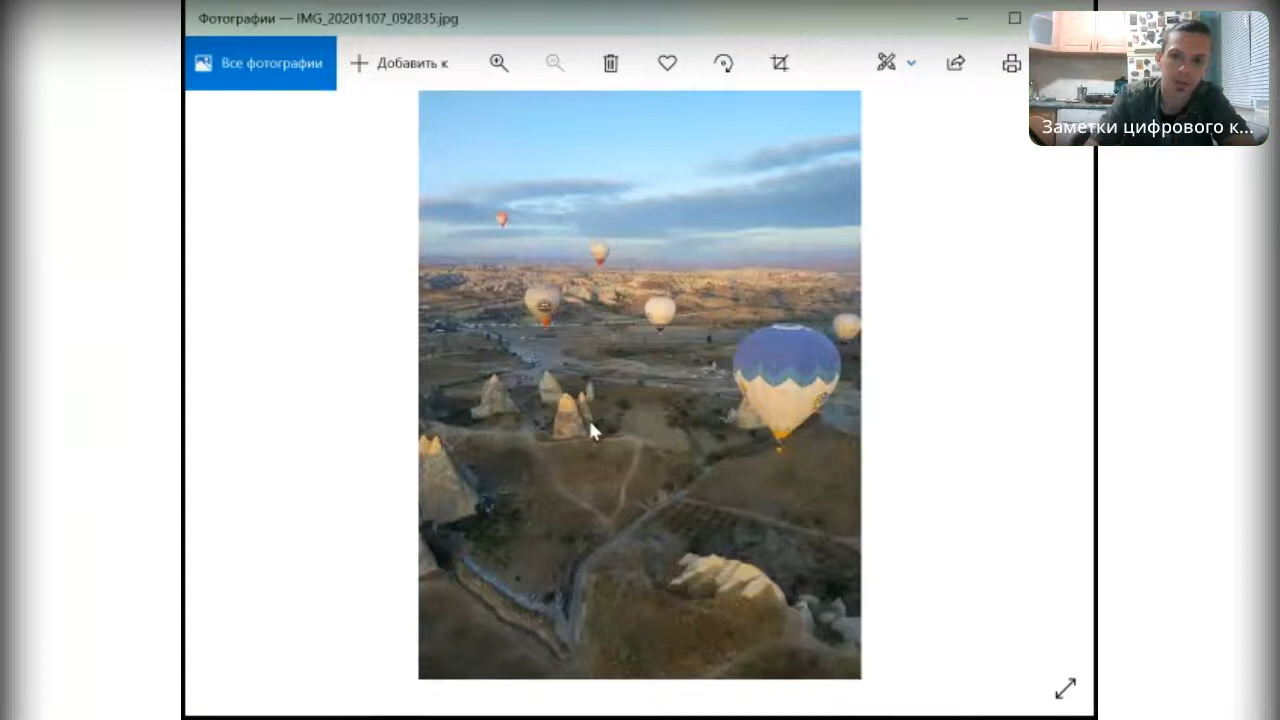 Фотографии — IMG_20201107_092835.jpg
Все фотографии
Добавить к
Заметки цифрового к...